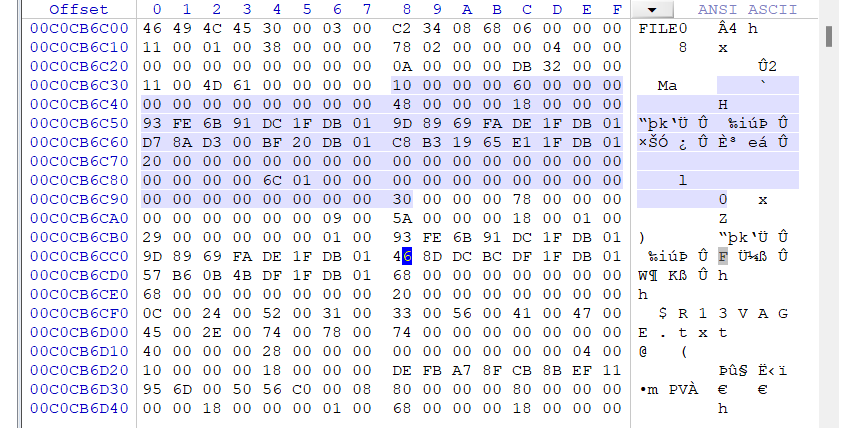 Offset 0 1 2 3 4 5 6 7 8 9 A B C D E F ANSI ASCII
00C0CB6C00 46 49 4C 45 30 00 03 00 C2 34 08 68 06 00 00 00 FILE0 Â4 h
00C0CB6C10 11 00 01 00 38 00 00 00 78 02 00 00 00 04 00 00 8 x
00C0CB6C20 00 00 00 00 00 00 00 00 0A 00 00 00 DB 32 00 00 Û2
00C0CB6C30 11 00 4D 61 00 00 00 00 10 00 00 00 60 00 00 00 Ma `
00C0CB6C40 00 00 00 00 00 00 00 00 48 00 00 00 18 00 00 00 H
00C0CB6C50 93 FE 6B 91 DC 1F DB 01 9D 89 69 FA DE 1F DB 01 “þk‘Ü Û ‰iúÞ Û
00C0CB6C60 D7 8A D3 00 BF 20 DB 01 C8 B3 19 65 E1 1F DB 01 ×ŠÓ ¿ Û È³ eá Û
00C0CB6C70 20 00 00 00 00 00 00 00 00 00 00 00 00 00 00 00
00C0CB6C80 00 00 00 00 6C 01 00 00 00 00 00 00 00 00 00 00 l
00C0CB6C90 00 00 00 00 00 00 00 00 30 00 00 00 78 00 00 00 0 x
00C0CB6CA0 00 00 00 00 00 00 09 00 5A 00 00 00 18 00 01 00 Z
00C0CB6CB0 29 00 00 00 00 00 01 00 93 FE 6B 91 DC 1F DB 01 ) “þk‘Ü Û
00C0CB6CC0 9D 89 69 FA DE 1F DB 01 46 8D DC BC DF 1F DB 01 ‰iúÞ Û F Ü¼ß Û
00C0CB6CD0 57 B6 0B 4B DF 1F DB 01 68 00 00 00 00 00 00 00 W¶ Kß Û h
00C0CB6CE0 68 00 00 00 00 00 00 00 20 00 00 00 00 00 00 00 h
00C0CB6CF0 0C 00 24 00 52 00 31 00 33 00 56 00 41 00 47 00 $ R 1 3 V A G
00C0CB6D00 45 00 2E 00 74 00 78 00 74 00 00 00 00 00 00 00 E . t x t
00C0CB6D10 40 00 00 00 28 00 00 00 00 00 00 00 00 00 04 00 @ (
00C0CB6D20 10 00 00 00 18 00 00 00 DE FB A7 8F CB 8B EF 11 Þû§ Ë‹ï
00C0CB6D30 95 6D 00 50 56 C0 00 08 80 00 00 00 80 00 00 00 •m PVÀ € €
00C0CB6D40 00 00 18 00 00 00 01 00 68 00 00 00 18 00 00 00 h